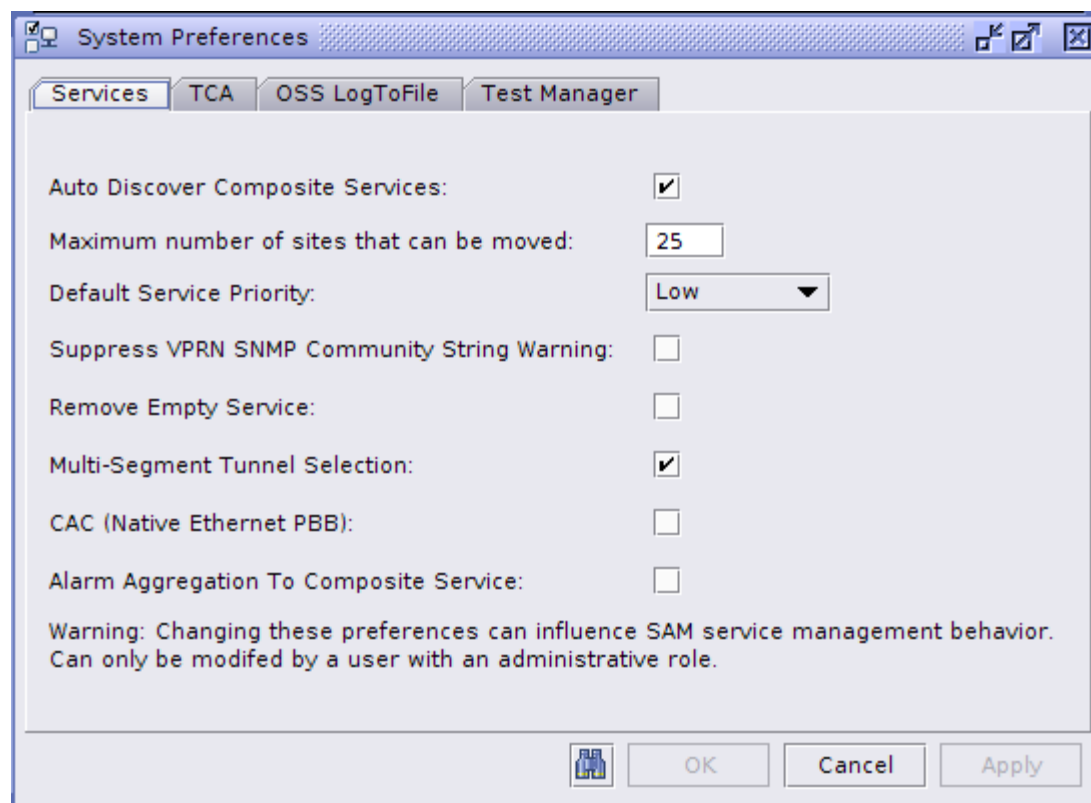 System Preferences
Services TCA OSS LogToFile Test Manager
Auto Discover Composite Services:
Maximum number of sites that can be moved: 25
Default Service Priority: Low
Suppress VPRN SNMP Community String Warning:
Remove Empty Service:
Multi-Segment Tunnel Selection:
CAC (Native Ethernet PBB):
Alarm Aggregation To Composite Service:
Warning: Changing these preferences can influence SAM service management behavior.
Can only be modifed by a user with an administrative role.
OK Cancel Apply